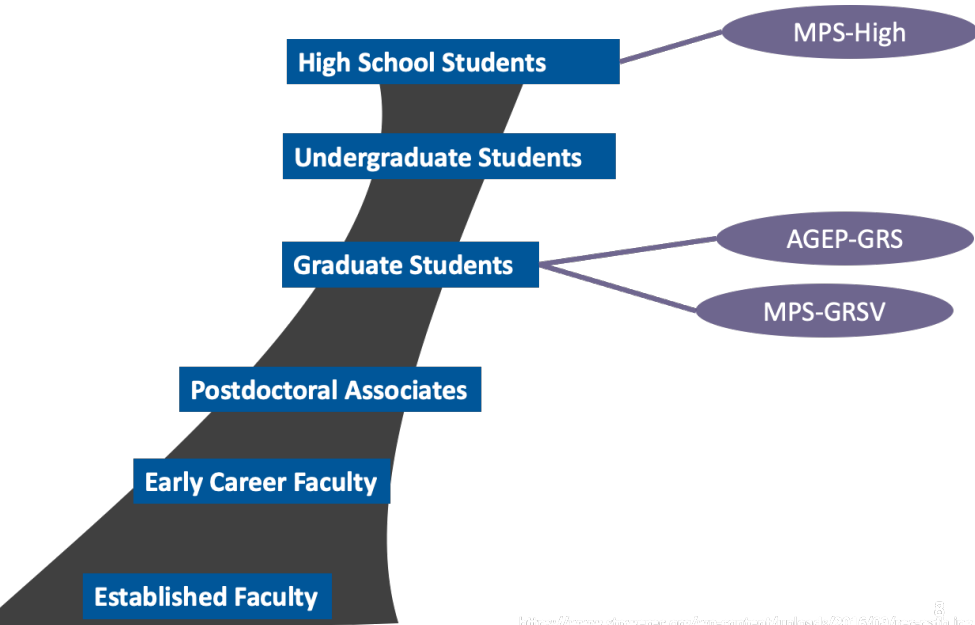 High School Students
MPS-High
Undergraduate Students
Graduate Students
AGEP-GRS
MPS-GRSV
Postdoctoral Associates
Early Career Faculty
Established Faculty
8